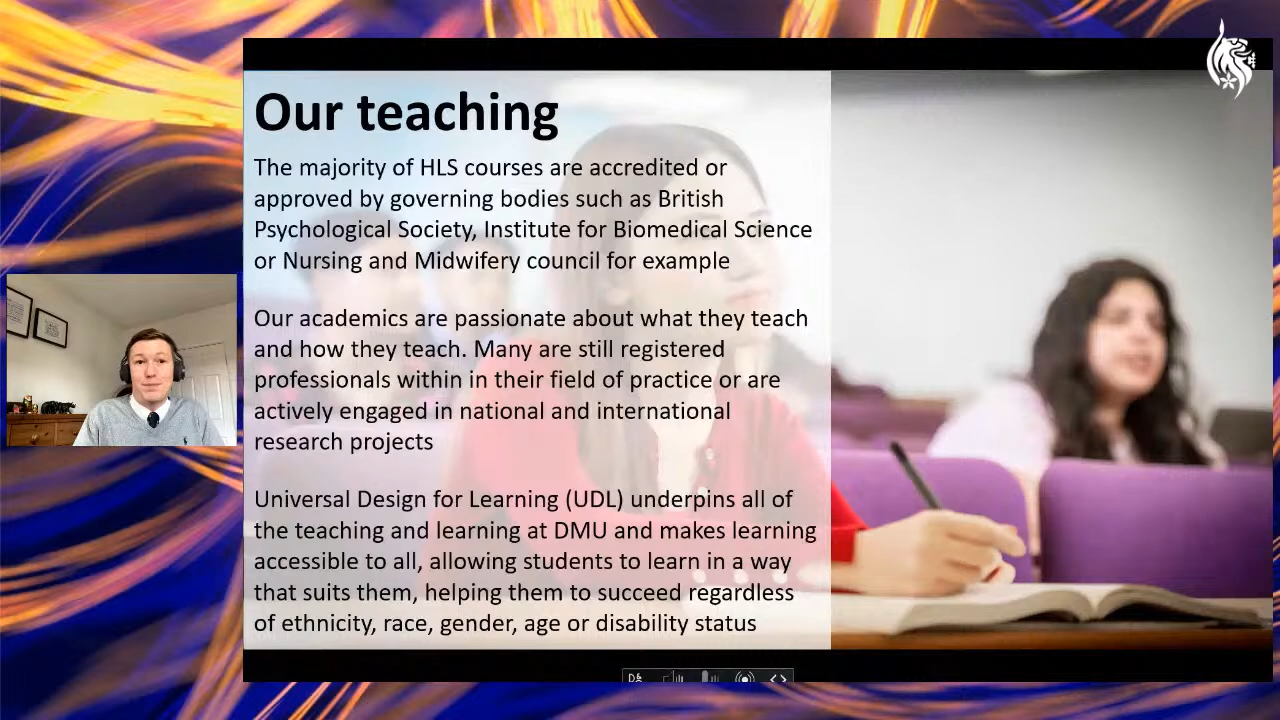 Our teaching
The majority of HLS courses are accredited or
approved by governing bodies such as British
Psychological Society, Institute for Biomedical Science
or Nursing and Midwifery council for example
Our academics are passionate about what they teach
and how they teach. Many are still registered
professionals within in their field of practice or are
actively engaged in national and international
research projects
Universal Design for Learning (UDL) underpins all of
the teaching and learning at DMU and makes learning
accessible to all, allowing students to learn in a way
that suits them, helping them to succeed regardless
of ethnicity, race, gender, age or disability status